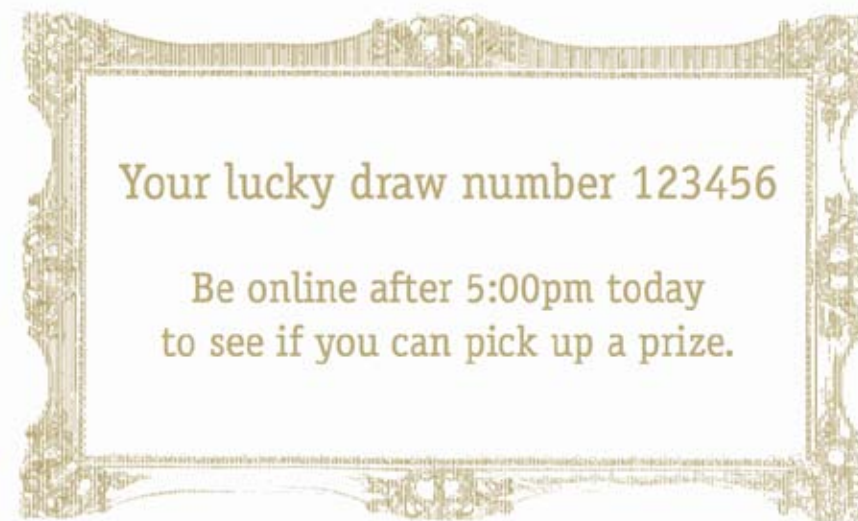 Your lucky draw number 123456
Be online after 5:00pm today
to see if you can pick up a prize.